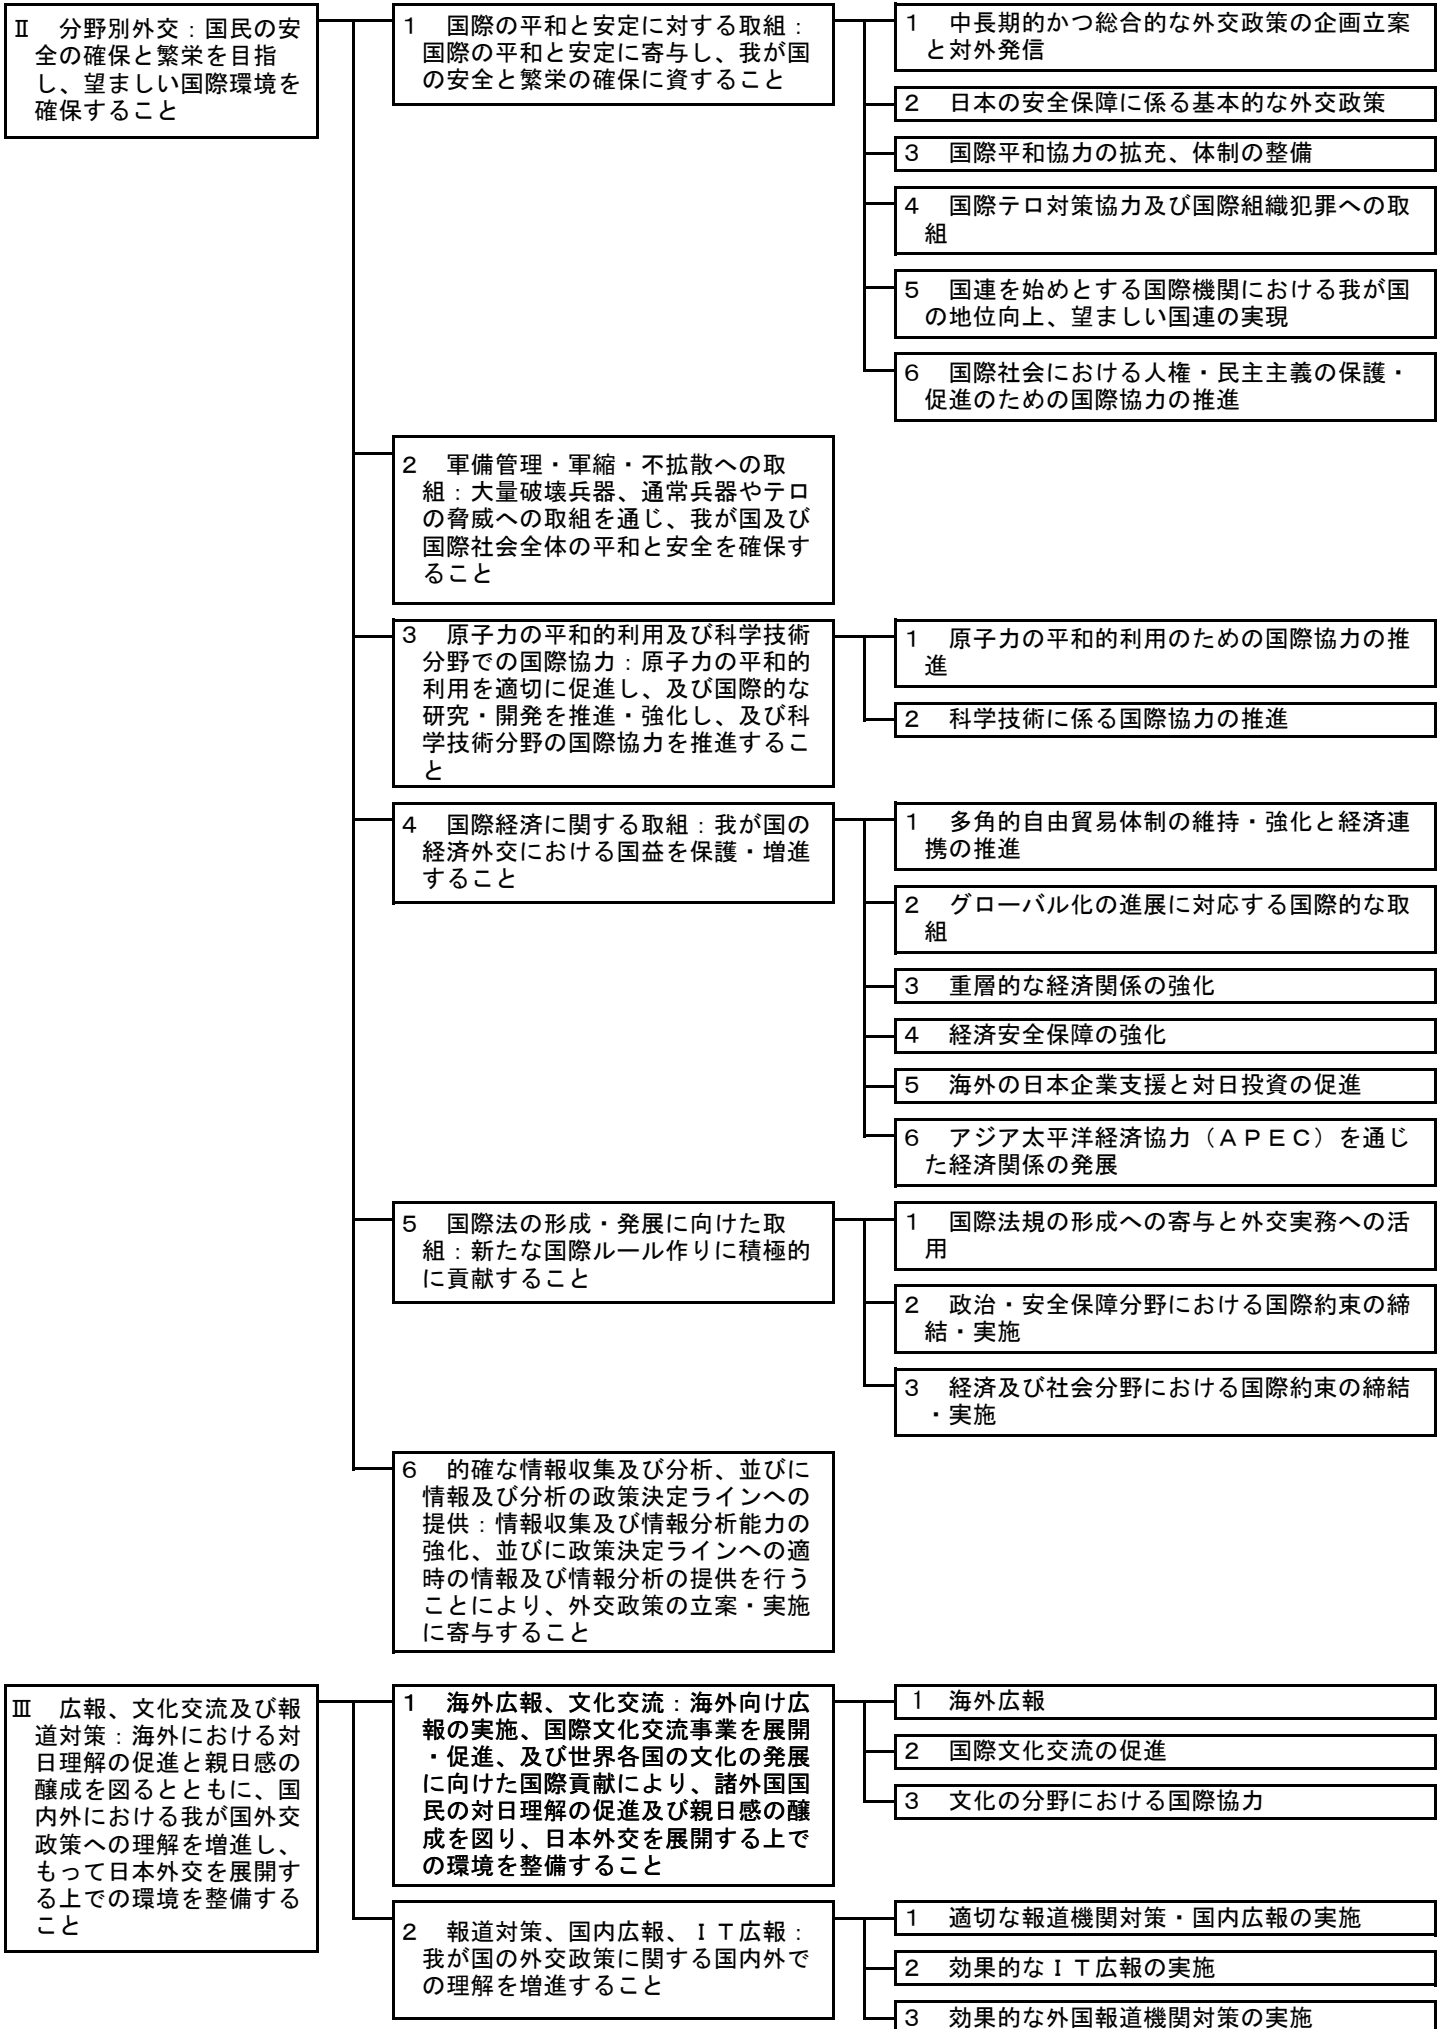 Ⅱ　分野別外交：国民の安
全の確保と繁栄を目指
し、望ましい国際環境を
確保すること
１　国際の平和と安定に対する取組：
国際の平和と安定に寄与し、我が国
の安全と繁栄の確保に資すること
１　中長期的かつ総合的な外交政策の企画立案
と対外発信
２　日本の安全保障に係る基本的な外交政策
３　国際平和協力の拡充、体制の整備
４　国際テロ対策協力及び国際組織犯罪への取
組
５　国連を始めとする国際機関における我が国
の地位向上、望ましい国連の実現
６　国際社会における人権・民主主義の保護・
促進のための国際協力の推進
２　軍備管理・軍縮・不拡散への取
組：大量破壊兵器、通常兵器やテロ
の脅威への取組を通じ、我が国及び
国際社会全体の平和と安全を確保す
ること
３　原子力の平和的利用及び科学技術
分野での国際協力：原子力の平和的
利用を適切に促進し、及び国際的な
研究・開発を推進・強化し、及び科
学技術分野の国際協力を推進するこ
と
１　原子力の平和的利用のための国際協力の推
進
２　科学技術に係る国際協力の推進
４　国際経済に関する取組：我が国の
経済外交における国益を保護・増進
すること
１　多角的自由貿易体制の維持・強化と経済連
携の推進
２　グローバル化の進展に対応する国際的な取
組
３　重層的な経済関係の強化
４　経済安全保障の強化
５　海外の日本企業支援と対日投資の促進
６　アジア太平洋経済協力（ＡＰＥＣ）を通じ
た経済関係の発展
５　国際法の形成・発展に向けた取
組：新たな国際ルール作りに積極的
に貢献すること
１　国際法規の形成への寄与と外交実務への活
用
２　政治・安全保障分野における国際約束の締
結・実施
３　経済及び社会分野における国際約束の締結
・実施
６　的確な情報収集及び分析、並びに
情報及び分析の政策決定ラインへの
提供：情報収集及び情報分析能力の
強化、並びに政策決定ラインへの適
時の情報及び情報分析の提供を行う
ことにより、外交政策の立案・実施
に寄与すること
Ⅲ　広報、文化交流及び報
道対策：海外における対
日理解の促進と親日感の
醸成を図るとともに、国
内外における我が国外交
政策への理解を増進し、
もって日本外交を展開す
る上での環境を整備する
こと
１　海外広報、文化交流：海外向け広
報の実施、国際文化交流事業を展開
・促進、及び世界各国の文化の発展
に向けた国際貢献により、諸外国国
民の対日理解の促進及び親日感の醸
成を図り、日本外交を展開する上で
の環境を整備すること
１　海外広報
２　国際文化交流の促進
３　文化の分野における国際協力
２　報道対策、国内広報、ＩＴ広報：
我が国の外交政策に関する国内外で
の理解を増進すること
１　適切な報道機関対策・国内広報の実施
２　効果的なＩＴ広報の実施
３　効果的な外国報道機関対策の実施